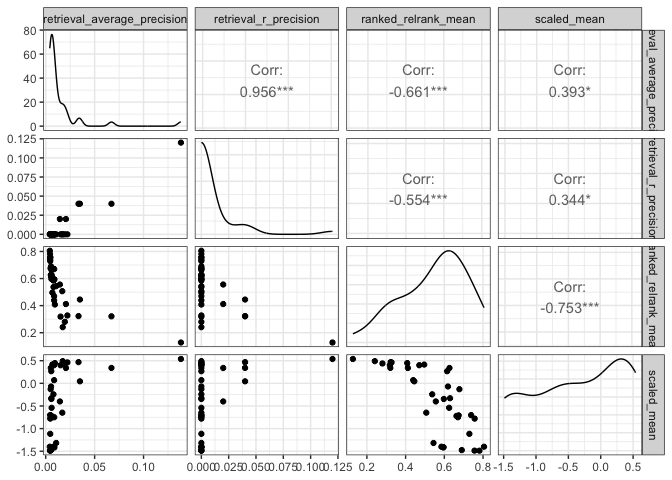 retrieval_average_precision retrieval_r_precision ranked_relrank_mean scaled_mean
80
60
40
20
0
Corr:
0.956***
Corr:
-0.661***
Corr:
0.393*
eval_average_preci
0.125
0.100
0.075
0.050
0.025
0.000
Corr:
-0.554***
Corr:
0.344*
etrieval_r_precisior
0.8
0.6
0.4
0.2
Corr:
-0.753***
anked_relrank_mea
0.5
0.0
-0.5
-1.0
-1.5
scaled_mean
0.00 0.05 0.10 0.000 0.025 0.050 0.075 0.100 0.125 0.2 0.4 0.6 0.8 -1.5 -1.0 -0.5 0.0 0.5